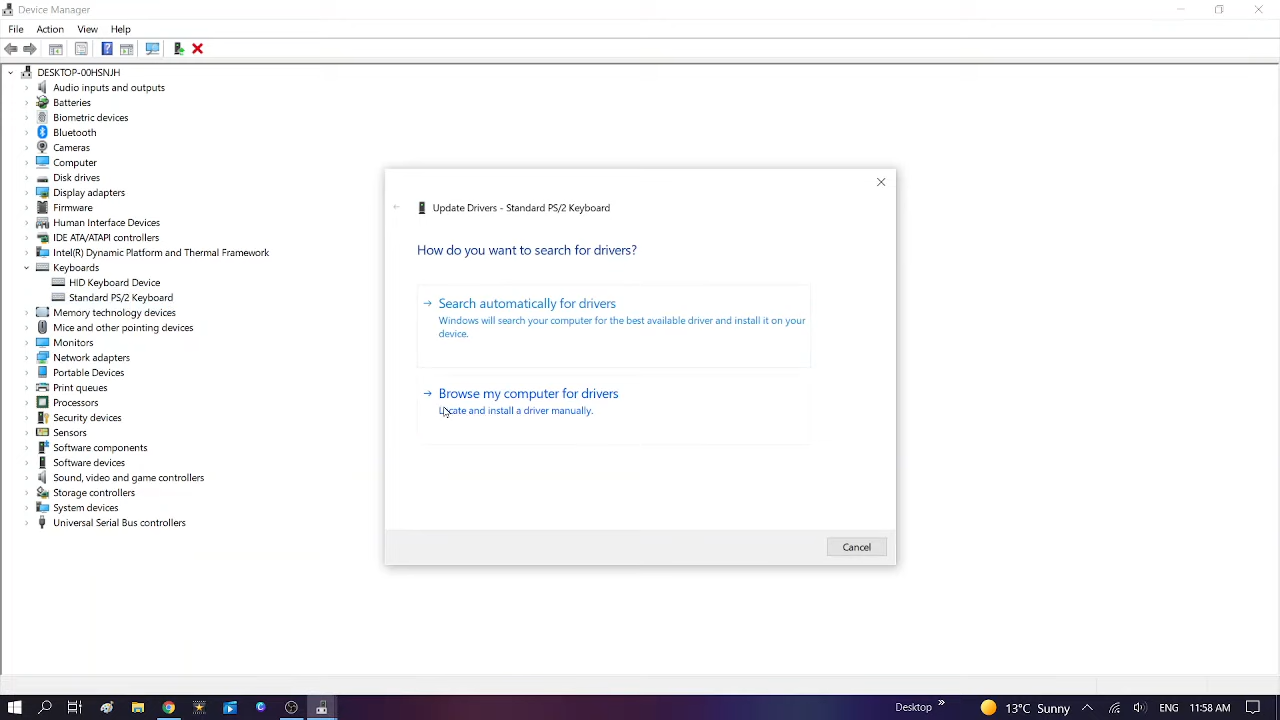 Device Manager
File Action View Help
DESKTOP-00HSNJH
Audio inputs and outputs
Batteries
Biometric devices
Bluetooth
Cameras
Computer
Disk drives
Display adapters
Firmware
Human Interface Devices
IDE ATA/ATAPI controllers
Intel(R) Dynamic Platform and Thermal Framework
Keyboards
HID Keyboard Device
Standard PS/2 Keyboard
Memory technology devices
Mice and other pointing devices
Monitors
Network adapters
Portable Devices
Print queues
Processors
Security devices
Sensors
Software components
Software devices
Sound, video and game controllers
Storage controllers
System devices
Universal Serial Bus controllers
Update Drivers - Standard PS/2 Keyboard
How do you want to search for drivers?
Search automatically for drivers
Windows will search your computer for the best available driver and install it on your
device.
Browse my computer for drivers
Locate and install a driver manually.
Cancel
Desktop » 13°C Sunny ENG 11:58 AM